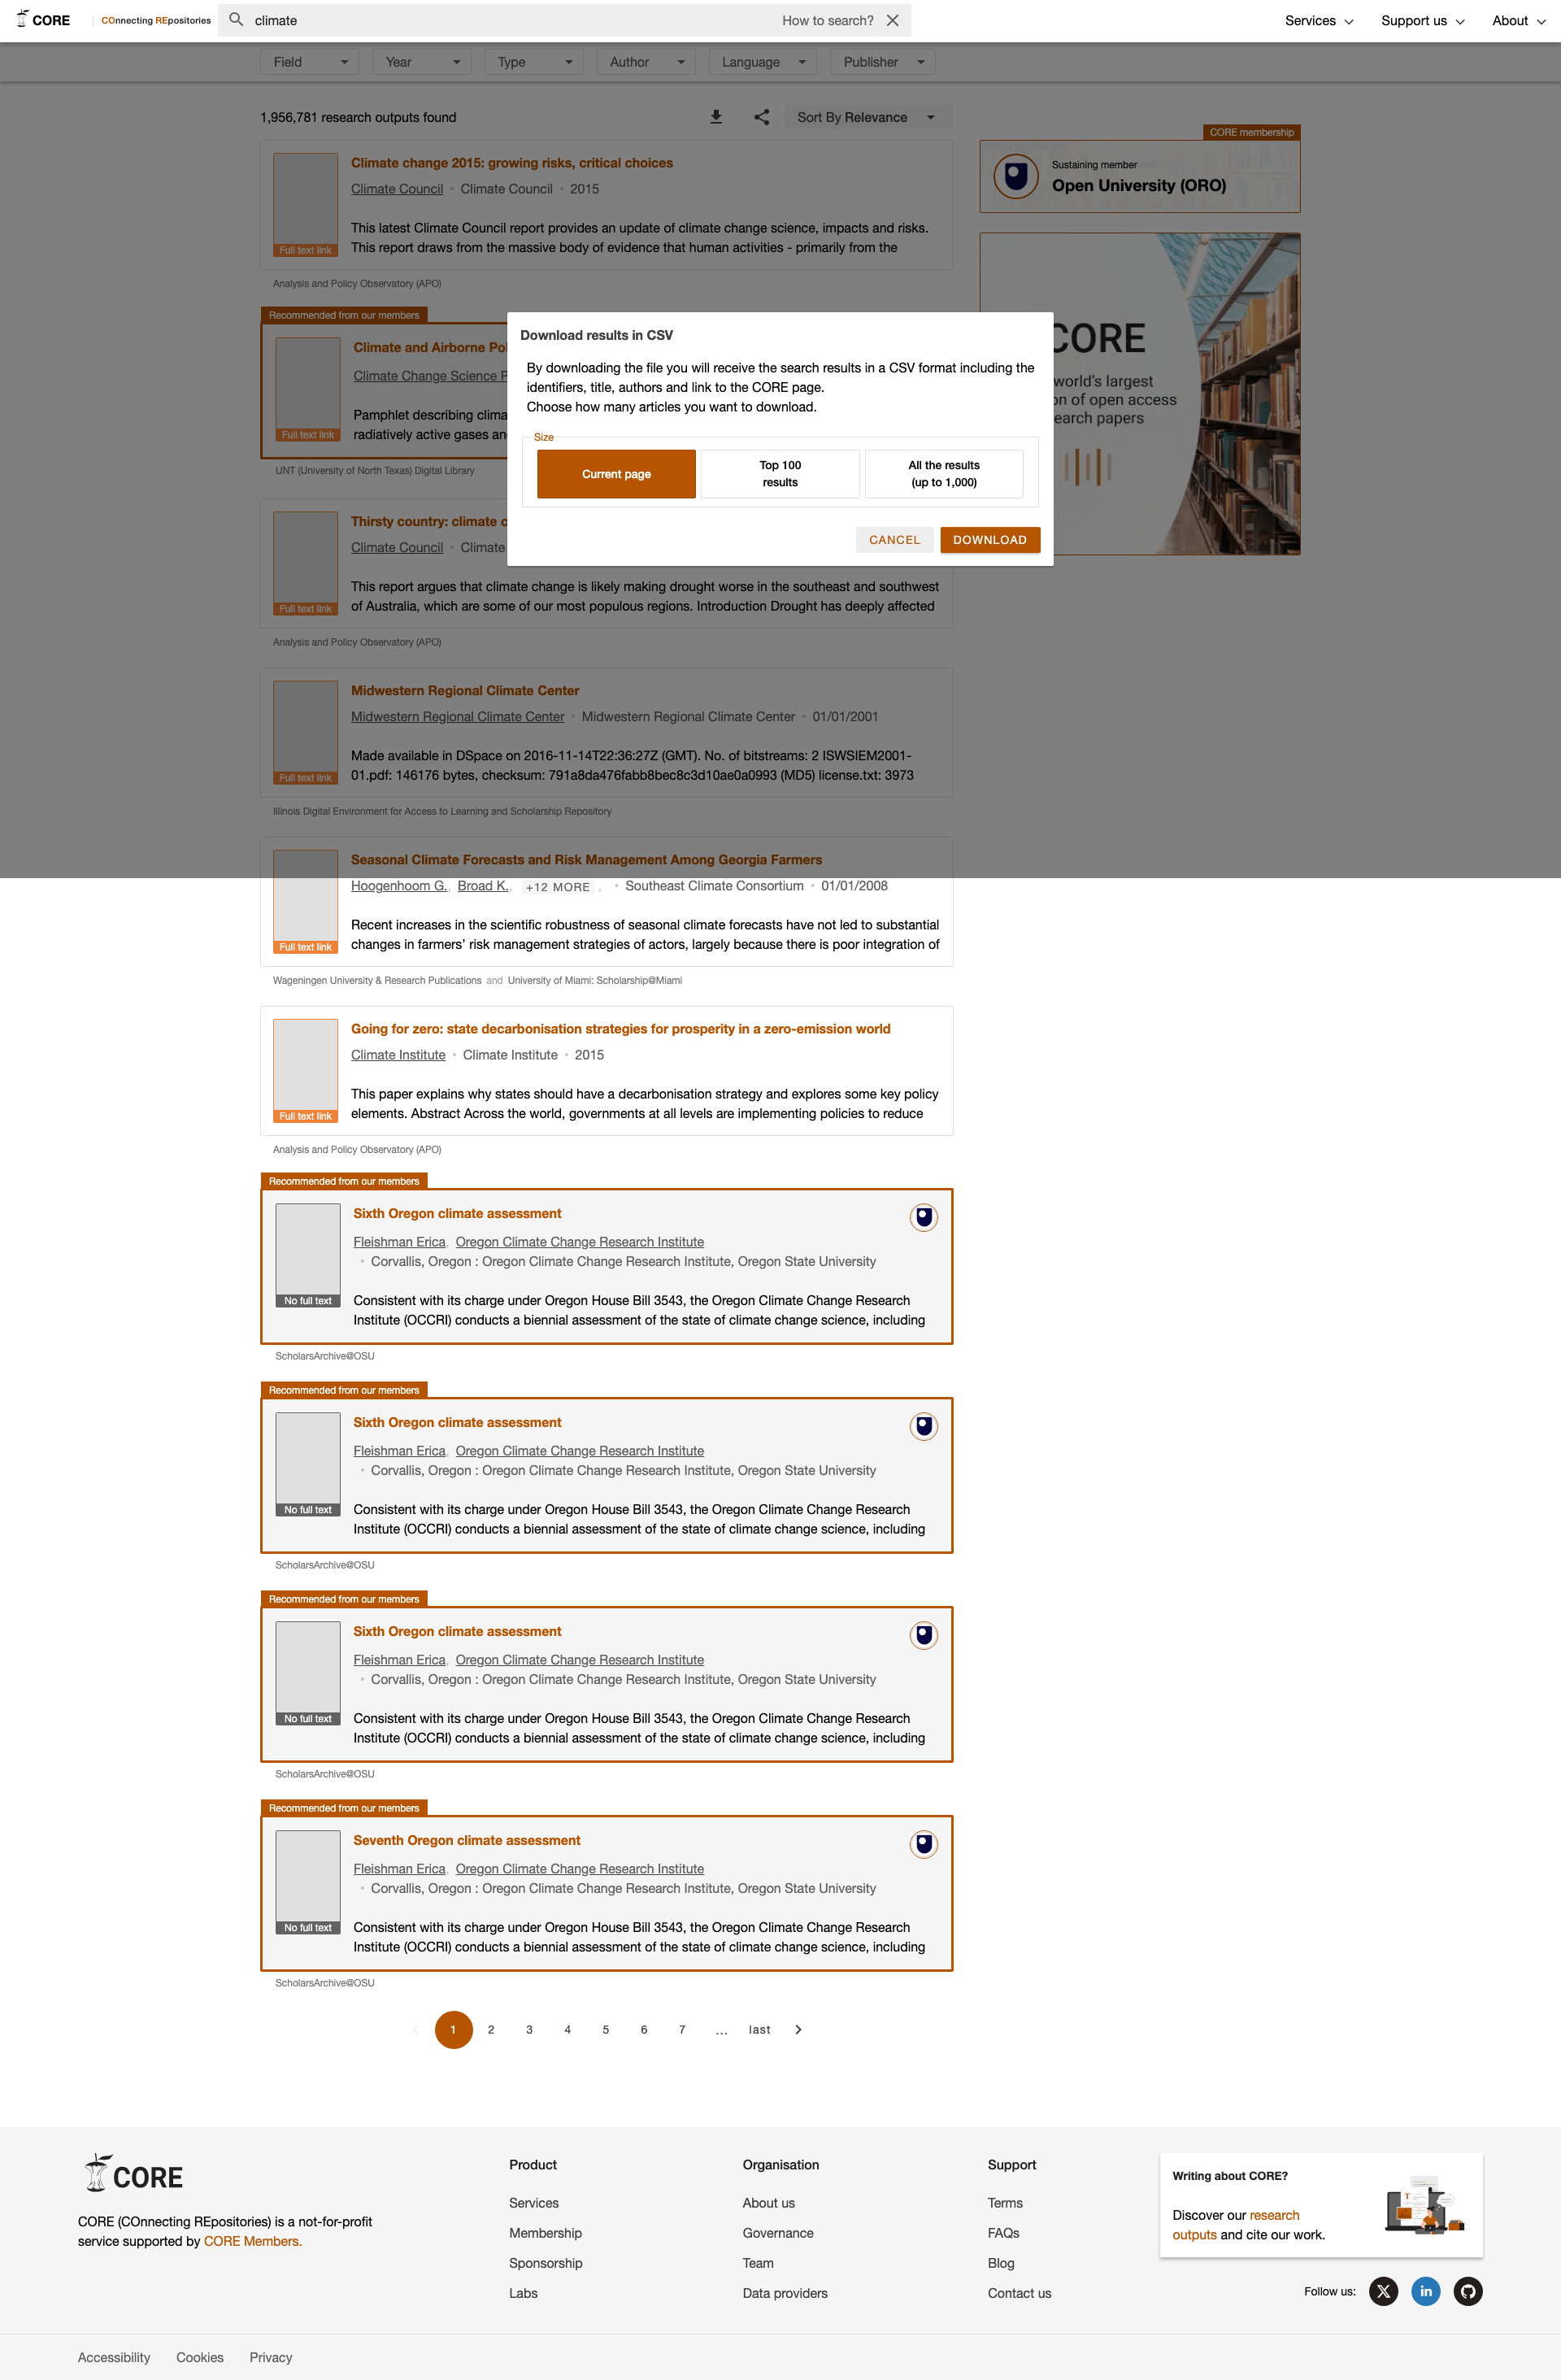 CORE
COnnecting REpositories
climate
How to search?
Services
Support us
About
Field
Year
Type
Author
Language
Publisher
1,956,781 research outputs found
Sort By Relevance
CORE membership
Sustaining member
Open University (ORO)
Climate change 2015: growing risks, critical choices
Climate Council • Climate Council • 2015
This latest Climate Council report provides an update of climate change science, impacts and risks.
This report draws from the massive body of evidence that human activities - primarily from the
Full text link
Analysis and Policy Observatory (APO)
CORE
world's largest
on of open access
earch papers
Recommended from our members
Climate and Airborne Pol
Climate Change Science P
Pamphlet describing clima
radiatively active gases an
Full text link
UNT (University of North Texas) Digital Library
Download results in CSV
By downloading the file you will receive the search results in a CSV format including the
identifiers, title, authors and link to the CORE page.
Choose how many articles you want to download.
Size
Current page
Top 100
results
All the results
(up to 1,000)
CANCEL
DOWNLOAD
Thirsty country: climate c
Climate Council • Climate
This report argues that climate change is likely making drought worse in the southeast and southwest
of Australia, which are some of our most populous regions. Introduction Drought has deeply affected
Full text link
Analysis and Policy Observatory (APO)
Midwestern Regional Climate Center
Midwestern Regional Climate Center • Midwestern Regional Climate Center • 01/01/2001
Made available in DSpace on 2016-11-14T22:36:27Z (GMT). No. of bitstreams: 2 ISWSIEM2001-
01.pdf: 146176 bytes, checksum: 791a8da476fabb8bec8c3d10ae0a0993 (MD5) license.txt: 3973
Full text link
Illinois Digital Environment for Access to Learning and Scholarship Repository
Seasonal Climate Forecasts and Risk Management Among Georgia Farmers
Hoogenhoom G., Broad K., +12 MORE , • Southeast Climate Consortium • 01/01/2008
Recent increases in the scientific robustness of seasonal climate forecasts have not led to substantial
changes in farmers' risk management strategies of actors, largely because there is poor integration of
Full text link
Wageningen University & Research Publications and University of Miami: Scholarship@Miami
Going for zero: state decarbonisation strategies for prosperity in a zero-emission world
Climate Institute • Climate Institute • 2015
This paper explains why states should have a decarbonisation strategy and explores some key policy
elements. Abstract Across the world, governments at all levels are implementing policies to reduce
Full text link
Analysis and Policy Observatory (APO)
Recommended from our members
Sixth Oregon climate assessment
Fleishman Erica, Oregon Climate Change Research Institute
• Corvallis, Oregon : Oregon Climate Change Research Institute, Oregon State University
Consistent with its charge under Oregon House Bill 3543, the Oregon Climate Change Research
Institute (OCCRI) conducts a biennial assessment of the state of climate change science, including
No full text
ScholarsArchive@OSU
Recommended from our members
Sixth Oregon climate assessment
Fleishman Erica, Oregon Climate Change Research Institute
• Corvallis, Oregon : Oregon Climate Change Research Institute, Oregon State University
Consistent with its charge under Oregon House Bill 3543, the Oregon Climate Change Research
Institute (OCCRI) conducts a biennial assessment of the state of climate change science, including
No full text
ScholarsArchive@OSU
Recommended from our members
Sixth Oregon climate assessment
Fleishman Erica, Oregon Climate Change Research Institute
• Corvallis, Oregon : Oregon Climate Change Research Institute, Oregon State University
Consistent with its charge under Oregon House Bill 3543, the Oregon Climate Change Research
Institute (OCCRI) conducts a biennial assessment of the state of climate change science, including
No full text
ScholarsArchive@OSU
Recommended from our members
Seventh Oregon climate assessment
Fleishman Erica, Oregon Climate Change Research Institute
• Corvallis, Oregon : Oregon Climate Change Research Institute, Oregon State University
Consistent with its charge under Oregon House Bill 3543, the Oregon Climate Change Research
Institute (OCCRI) conducts a biennial assessment of the state of climate change science, including
No full text
ScholarsArchive@OSU
1 2 3 4 5 6 7 ... last
CORE
CORE (COnnecting REpositories) is a not-for-profit
service supported by CORE Members.
Product
Services
Membership
Sponsorship
Labs
Organisation
About us
Governance
Team
Data providers
Support
Terms
FAQs
Blog
Contact us
Writing about CORE?
Discover our research
outputs and cite our work.
Follow us:
in
Accessibility
Cookies
Privacy